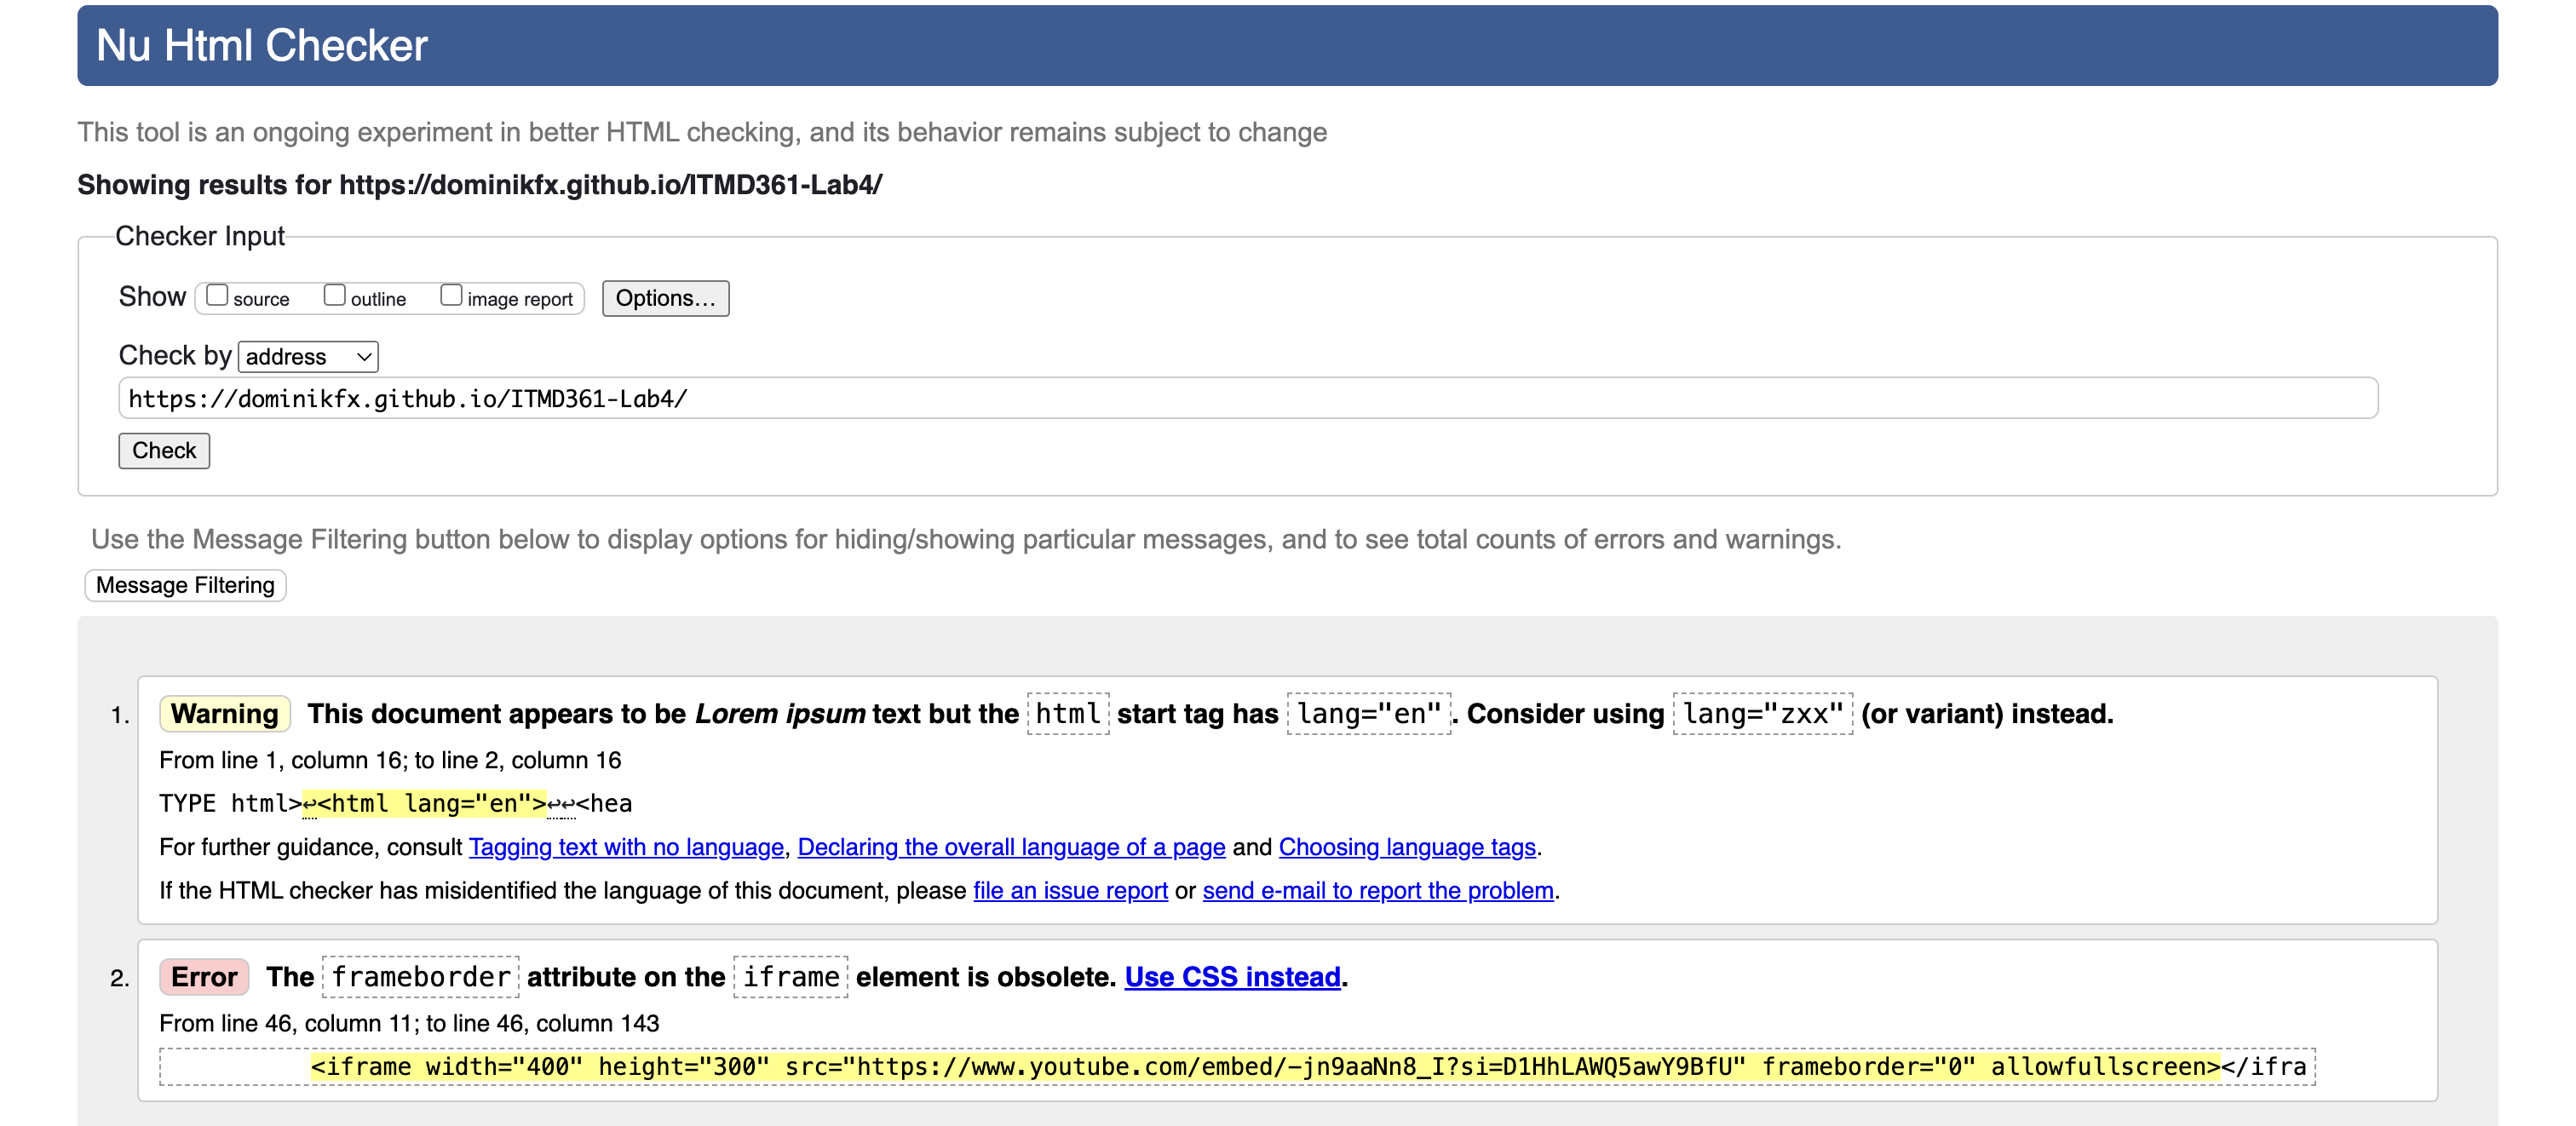 Nu Html Checker
This tool is an ongoing experiment in better HTML checking, and its behavior remains subject to change
Showing results for https://dominikfx.github.io/ITMD361-Lab4/
Checker Input
Show source outline image report Options...
Check by address
https://dominikfx.github.io/ITMD361-Lab4/
Check
Use the Message Filtering button below to display options for hiding/showing particular messages, and to see total counts of errors and warnings.
Message Filtering
1. Warning This document appears to be Lorem ipsum text but the html start tag has lang="en". Consider using lang="zxx" (or variant) instead.
From line 1, column 16; to line 2, column 16
TYPE html>↩<html lang="en">↩↩<hea
For further guidance, consult Tagging text with no language, Declaring the overall language of a page and Choosing language tags.
If the HTML checker has misidentified the language of this document, please file an issue report or send e-mail to report the problem.
2. Error The frameborder attribute on the iframe element is obsolete. Use CSS instead.
From line 46, column 11; to line 46, column 143
<iframe width="400" height="300" src="https://www.youtube.com/embed/-jn9aaNn8_I?si=D1HhLAWQ5awY9BfU" frameborder="0" allowfullscreen></ifra